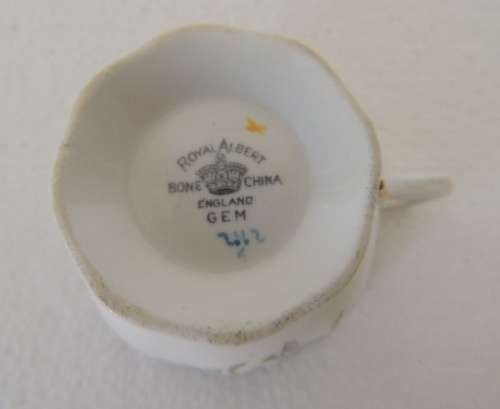 ROYAL ALBERT
BONE CHINA
ENGLAND
GEM